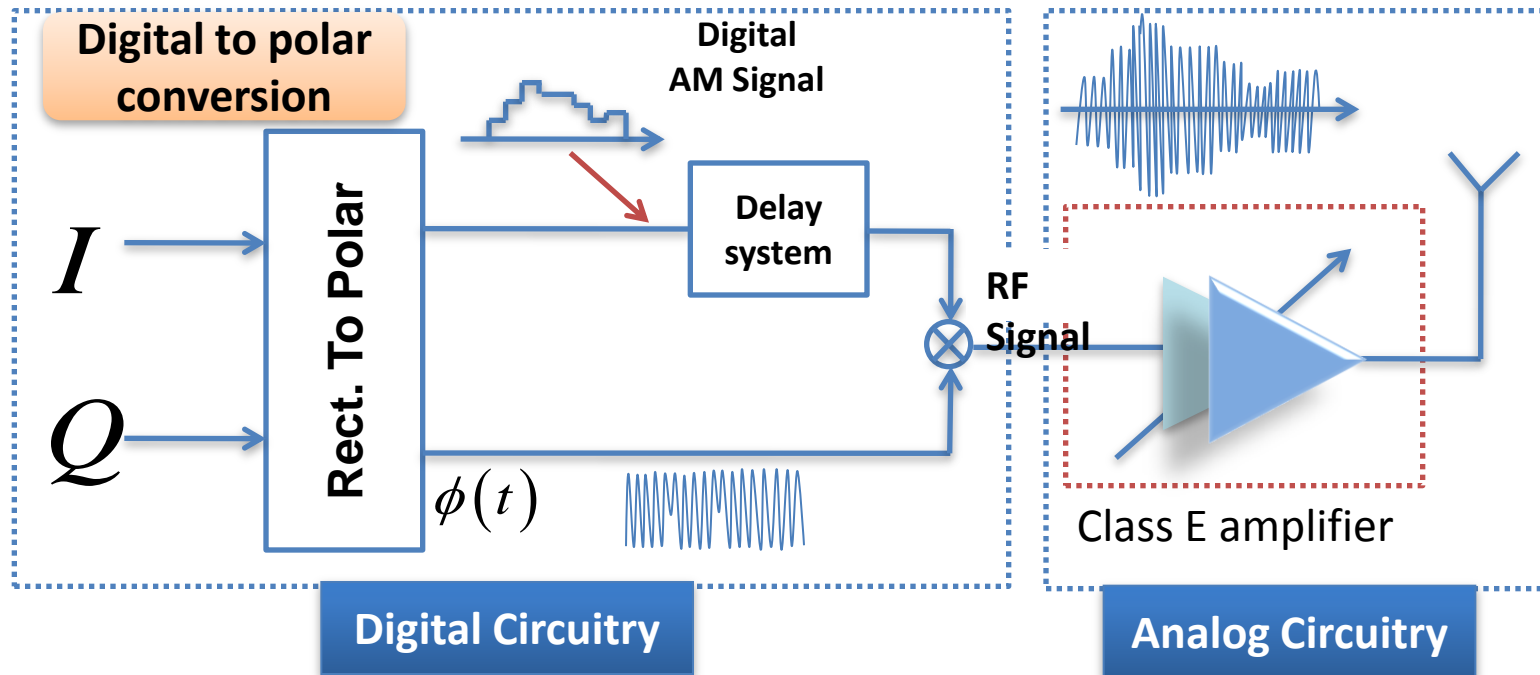 Digital to polar
conversion
Digital
AM Signal
I
Q
Rect. To Polar
Delay
system
ϕ(t)
RF
Signal
Class E amplifier
Digital Circuitry
Analog Circuitry